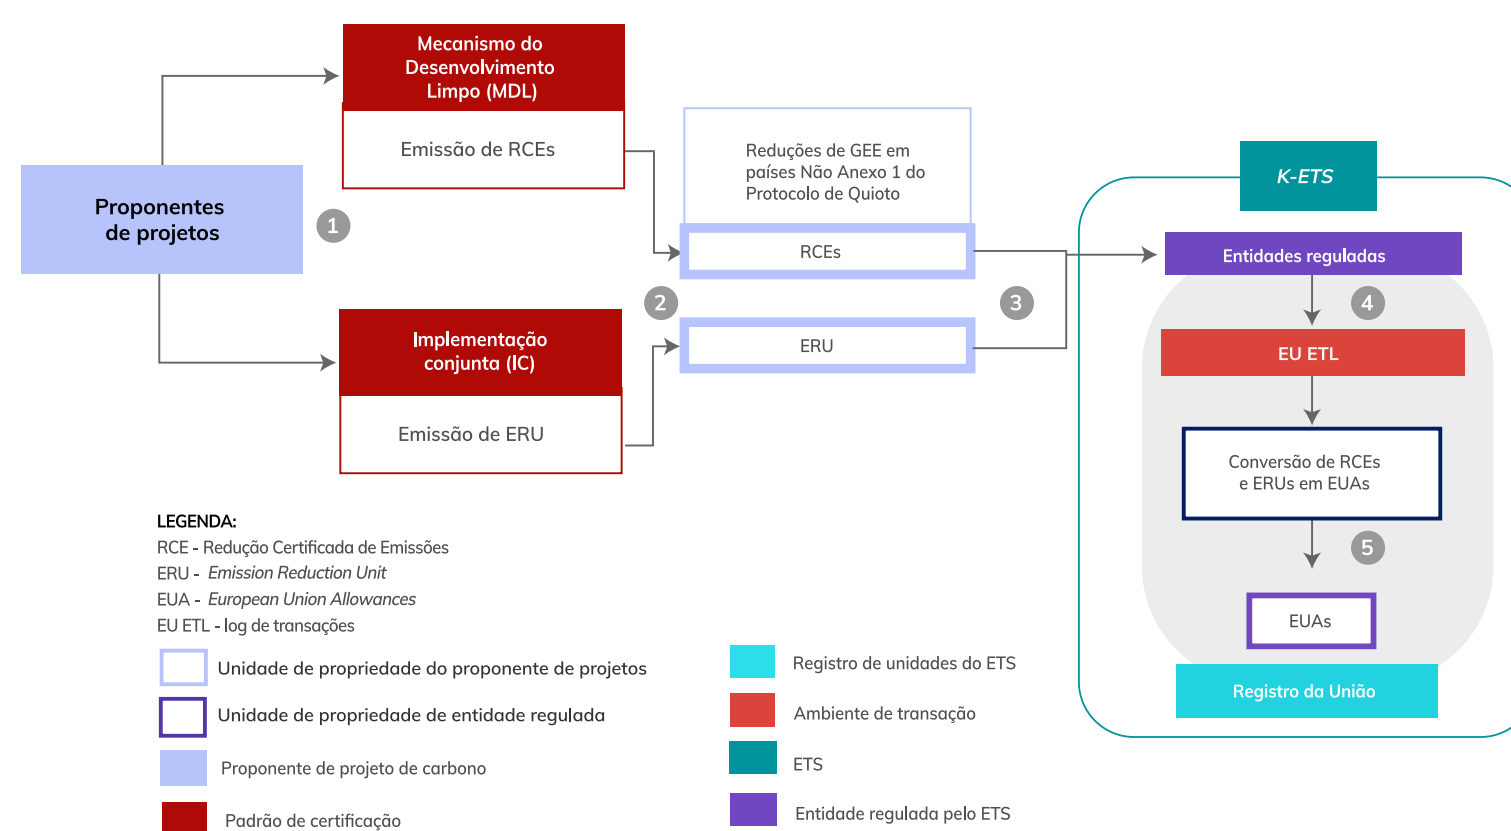 Mecanismo do
Desenvolvimento
Limpo (MDL)
Emissão de RCEs
Proponentes
de projetos
1
Implementação
conjunta (IC)
Emissão de ERU
2
Reduções de GEE em
países Não Anexo 1 do
Protocolo de Quioto
RCEs
ERU
3
K-ETS
Entidades reguladas
4
EU ETL
Conversão de RCEs
e ERUs em EUAs
5
EUAs
Registro da União
LEGENDA:
RCE - Redução Certificada de Emissões
ERU - Emission Reduction Unit
EUA - European Union Allowances
EU ETL - log de transações
Unidade de propriedade do proponente de projetos
Unidade de propriedade de entidade regulada
Proponente de projeto de carbono
Padrão de certificação
Registro de unidades do ETS
Ambiente de transação
ETS
Entidade regulada pelo ETS